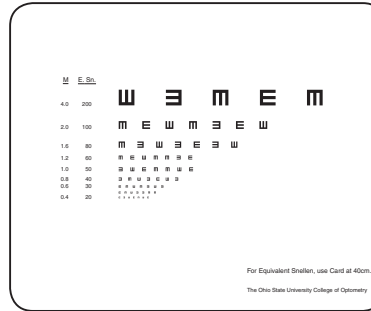 M E. Sn.
4.0 200
2.0 100
1.6 80
1.2 60
1.0 50
0.8 40
0.6 30
0.4 20
For Equivalent Snellen, use Card at 40cm.
The Ohio State University College of Optometry